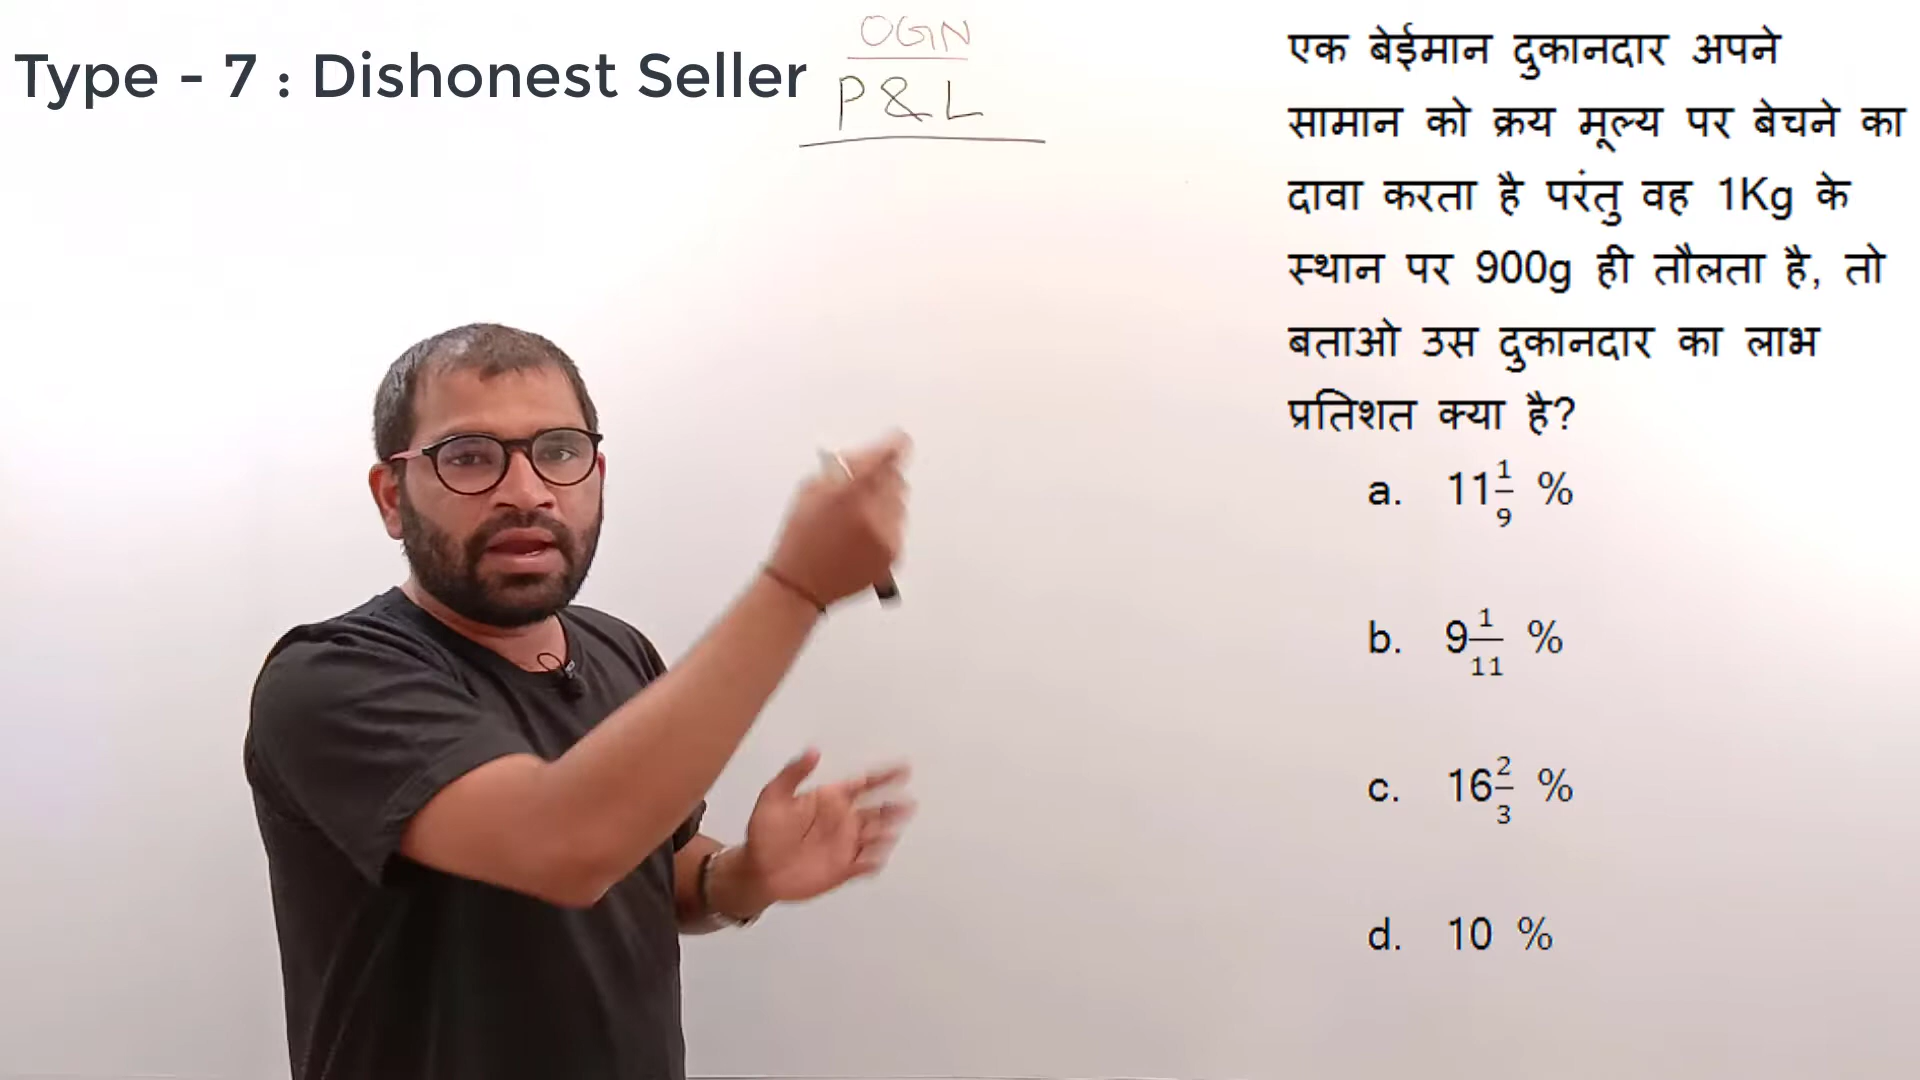 OGN
Type - 7 : Dishonest Seller
P&L
एक बेईमान दुकानदार अपने
सामान को क्रय मूल्य पर बेचने का
दावा करता है परंतु वह 1Kg के
स्थान पर 900g ही तौलता है, तो
बताओ उस दुकानदार का लाभ
प्रतिशत क्या है?
a. 11 1/9 %
b. 9 1/11 %
c. 16 2/3 %
d. 10 %